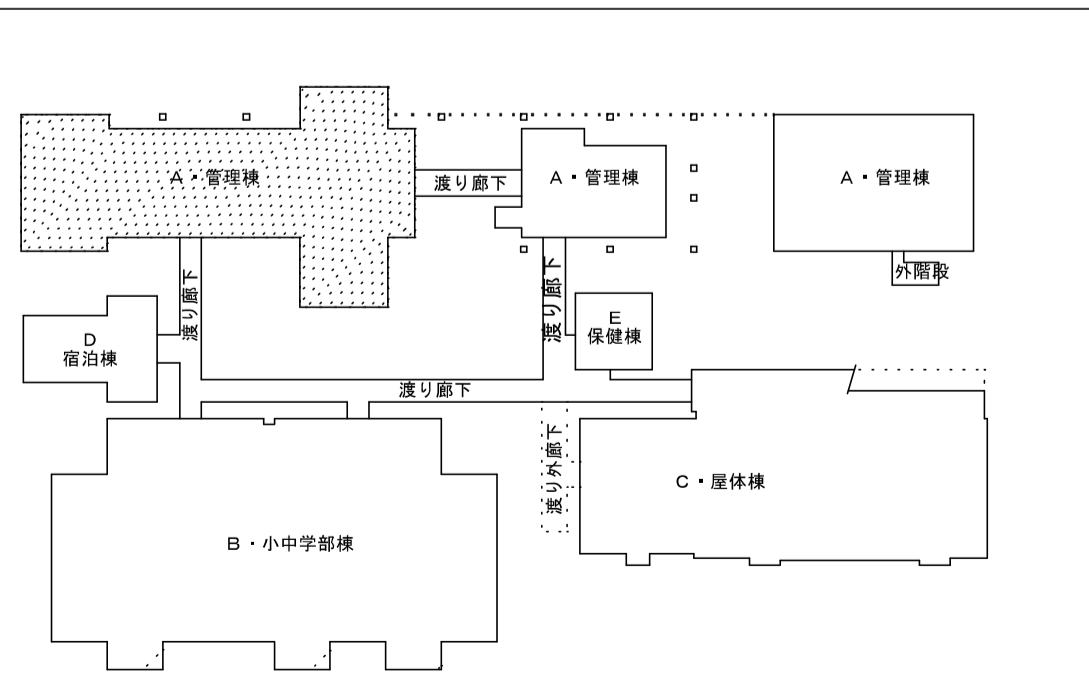 A・管理棟
渡り廊下
A・管理棟
A・管理棟
外階段
渡り廊下
渡り廊下
E
保健棟
D
宿泊棟
渡り廊下
渡り外廊下
C・屋体棟
B・小中学部棟